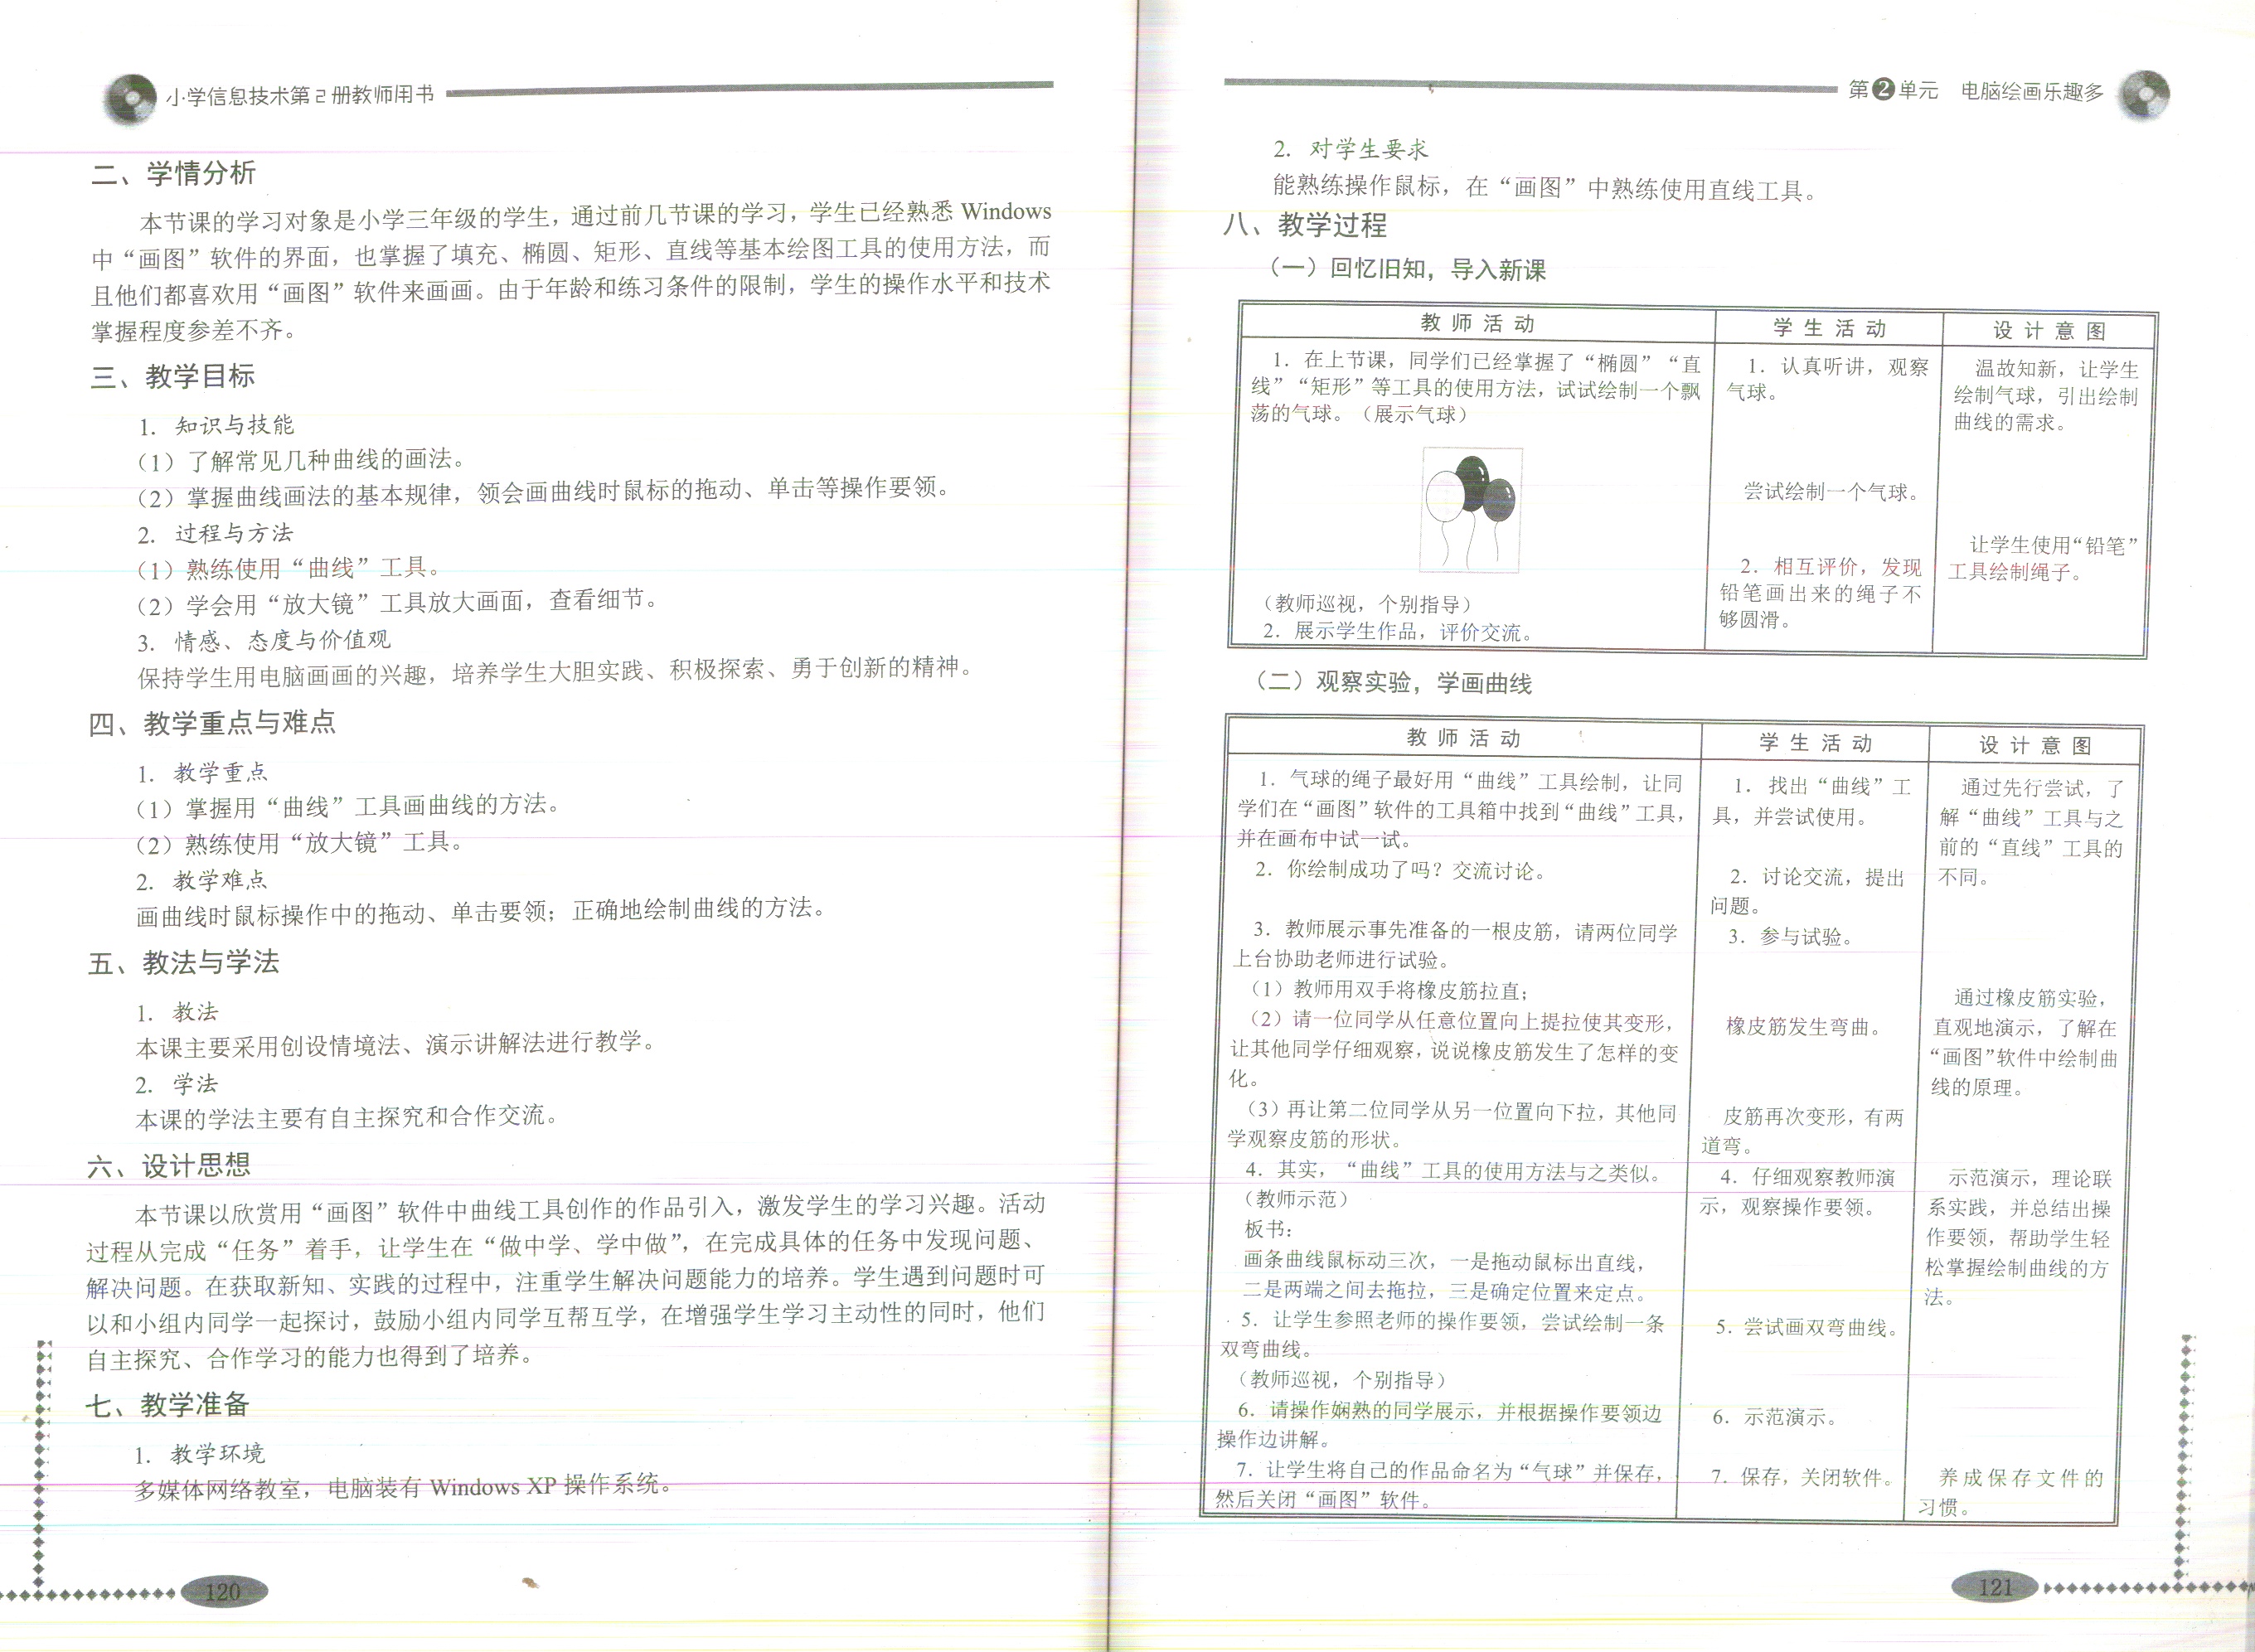 小学信息技术第2册教师用书
二、学情分析
本节课的学习对象是小学三年级的学生，通过前几节课的学习，学生已经熟悉 Windows
中“画图”软件的界面，也掌握了填充、椭圆、矩形、直线等基本绘图工具的使用方法，而
且他们都喜欢用“画图”软件来画画。由于年龄和练习条件的限制，学生的操作水平和技术
掌握程度参差不齐。
三、教学目标
1. 知识与技能
（1）了解常见几种曲线的画法。
（2）掌握曲线画法的基本规律，领会画曲线时鼠标的拖动、单击等操作要领。
2. 过程与方法
（1）熟练使用“曲线”工具。
（2）学会用“放大镜”工具放大画面，查看细节。
3. 情感、态度与价值观
保持学生用电脑画画的兴趣，培养学生大胆实践、积极探索、勇于创新的精神。
四、教学重点与难点
1. 教学重点
（1）掌握用“曲线”工具画曲线的方法。
（2）熟练使用“放大镜”工具。
2. 教学难点
画曲线时鼠标操作中的拖动、单击要领；正确地绘制曲线的方法。
五、教法与学法
1. 教法
本课主要采用创设情境法、演示讲解法进行教学。
2. 学法
本课的学法主要有自主探究和合作交流。
六、设计思想
本节课以欣赏用“画图”软件中曲线工具创作的作品引入，激发学生的学习兴趣。活动
过程从完成“任务”着手，让学生在“做中学、学中做”，在完成具体的任务中发现问题、
解决问题。在获取新知、实践的过程中，注重学生解决问题能力的培养。学生遇到问题时可
以和小组内同学一起探讨，鼓励小组内同学互帮互学，在增强学生学习主动性的同时，他们
自主探究、合作学习的能力也得到了培养。
七、教学准备
1. 教学环境
多媒体网络教室，电脑装有 Windows XP 操作系统。
120
第2单元 电脑绘画乐趣多
2. 对学生要求
能熟练操作鼠标，在“画图”中熟练使用直线工具。
八、教学过程
（一）回忆旧知，导入新课
教师活动
学生活动
设计意图
1．在上节课，同学们已经掌握了“椭圆”“直
线”“矩形”等工具的使用方法，试试绘制一个飘
荡的气球。（展示气球）
（教师巡视，个别指导）
2．展示学生作品，评价交流。
1．认真听讲，观察
气球。
尝试绘制一个气球。
2．相互评价，发现
铅笔画出来的绳子不
够圆滑。
温故知新，让学生
绘制气球，引出绘制
曲线的需求。
让学生使用“铅笔”
工具绘制绳子。
（二）观察实验，学画曲线
教师活动
学生活动
设计意图
1．气球的绳子最好用“曲线”工具绘制，让同
学们在“画图”软件的工具箱中找到“曲线”工具，
并在画布中试一试。
2．你绘制成功了吗？交流讨论。
3．教师展示事先准备的一根皮筋，请两位同学
上台协助老师进行试验。
（1）教师用双手将橡皮筋拉直；
（2）请一位同学从任意位置向上提拉使其变形，
让其他同学仔细观察，说说橡皮筋发生了怎样的变
化。
（3）再让第二位同学从另一位置向下拉，其他同
学观察皮筋的形状。
4．其实，“曲线”工具的使用方法与之类似。
（教师示范）
板书：
画条曲线鼠标动三次，一是拖动鼠标出直线，
二是两端之间去拖拉，三是确定位置来定点。
5．让学生参照老师的操作要领，尝试绘制一条
双弯曲线。
（教师巡视，个别指导）
6．请操作娴熟的同学展示，并根据操作要领边
操作边讲解。
7．让学生将自己的作品命名为“气球”并保存，
然后关闭“画图”软件。
1．找出“曲线”工
具，并尝试使用。
2．讨论交流，提出
问题。
3．参与试验。
橡皮筋发生弯曲。
皮筋再次变形，有两
道弯。
4．仔细观察教师演
示，观察操作要领。
5．尝试画双弯曲线。
6．示范演示。
7．保存，关闭软件。
通过先行尝试，了
解“曲线”工具与之
前的“直线”工具的
不同。
通过橡皮筋实验，
直观地演示，了解在
“画图”软件中绘制曲
线的原理。
示范演示，理论联
系实践，并总结出操
作要领，帮助学生轻
松掌握绘制曲线的方
法。
养成保存文件的
习惯。
121